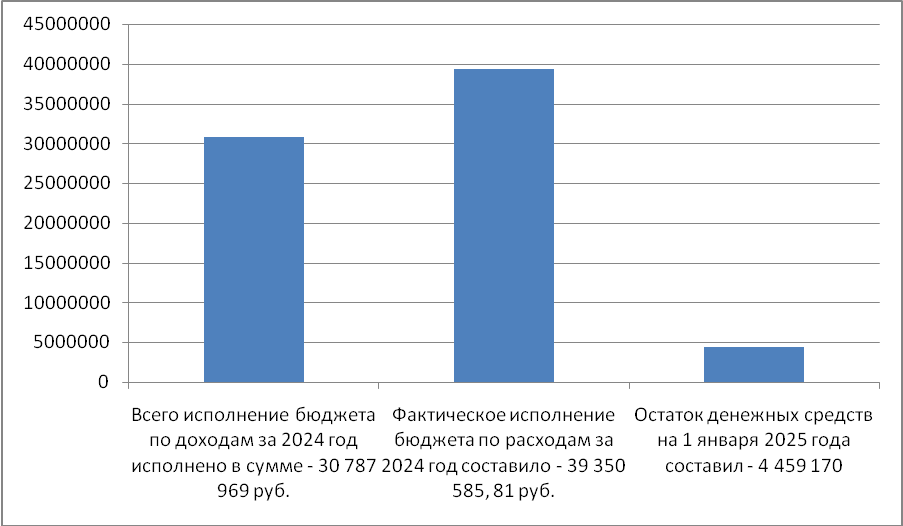 45000000
40000000
35000000
30000000
25000000
20000000
15000000
10000000
5000000
0
Всего исполнение бюджета
по доходам за 2024 год
исполнено в сумме - 30 787
969 руб.
Фактическое исполнение
бюджета по расходам за
2024 год составило - 39 350
585, 81 руб.
Остаток денежных средств
на 1 января 2025 года
составил - 4 459 170